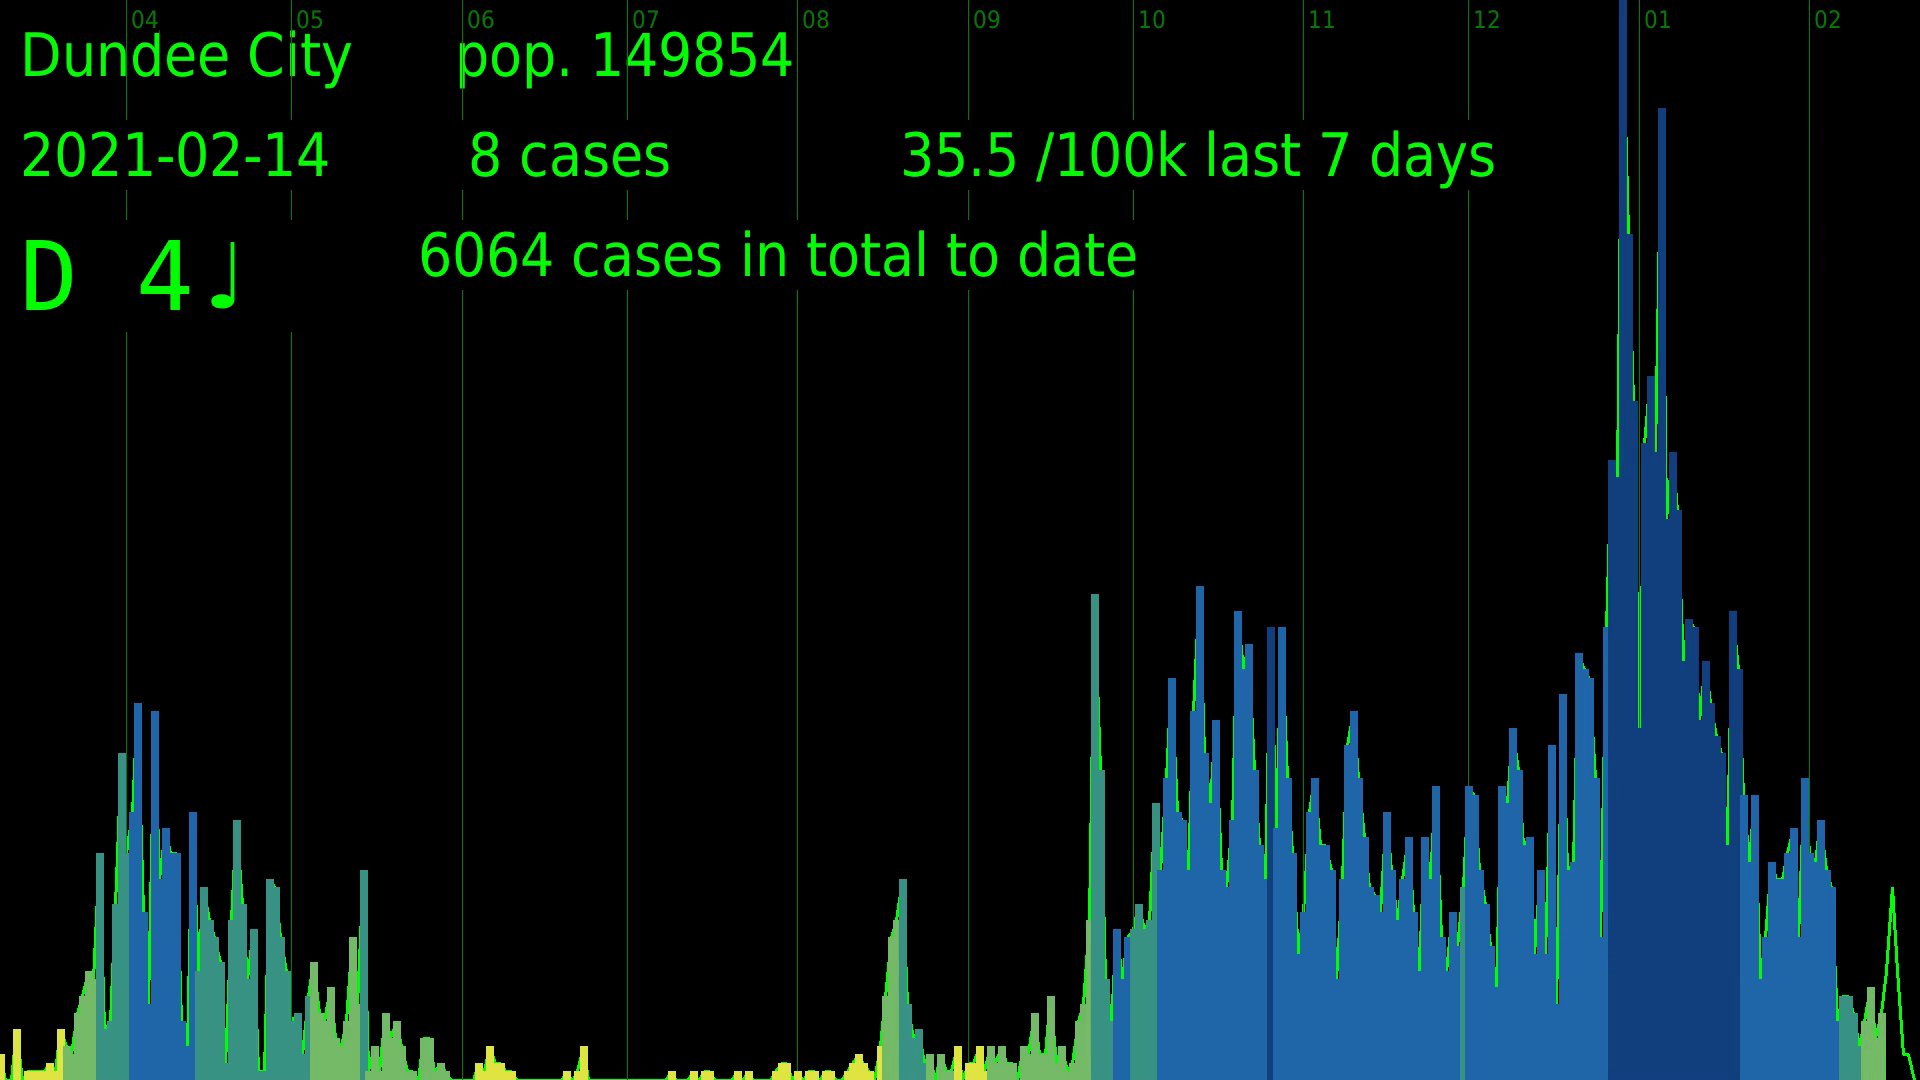 04 05 06 07 08 09 10 11 12 01 02
Dundee City pop. 149854
2021-02-14 8 cases 35.5 /100k last 7 days
D 4♩ 6064 cases in total to date